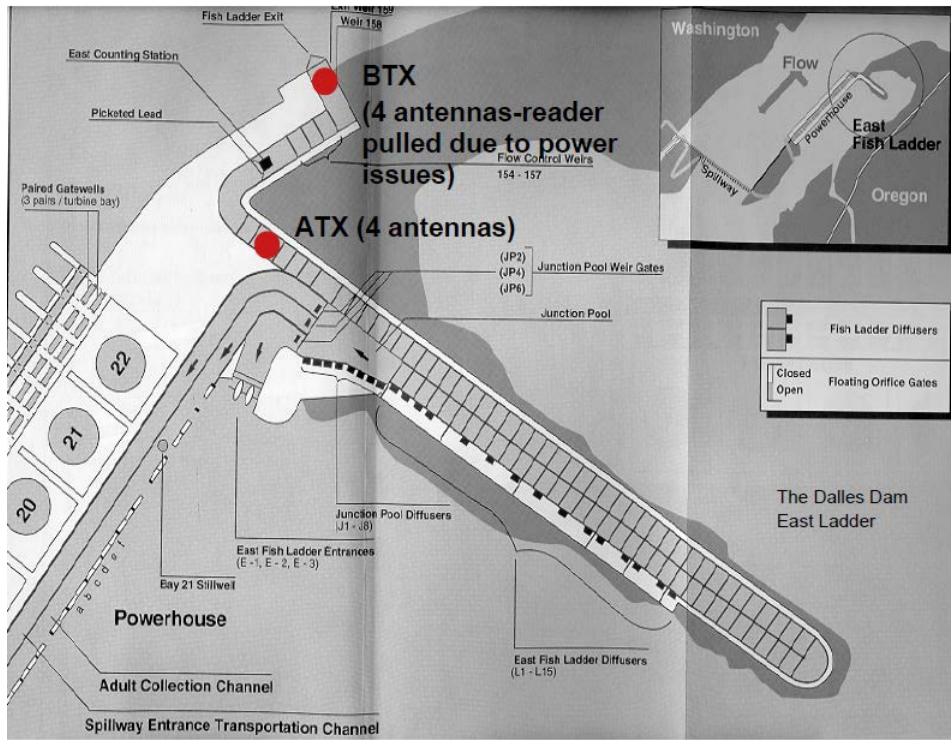 Fish Ladder Exit
Exit Weir 159
Weir 158
East Counting Station
Picketed Lead
BTX
(4 antennas-reader
pulled due to power
issues)
Flow Control Weirs
154 - 157
Paired Gatewells
(3 pairs / turbine bay)
ATX (4 antennas)
(JP2)
(JP4)
(JP6)
Junction Pool Weir Gates
Junction Pool
Washington
Flow
Powerhouse
East
Fish Ladder
Spillway
Oregon
Fish Ladder Diffusers
Closed
Open
Floating Orifice Gates
22
21
20
The Dalles Dam
East Ladder
Junction Pool Diffusers
(J1 - J8)
East Fish Ladder Entrances
(E -1, E - 2, E - 3)
Bay 21 Stillwell
a b c d e f
Powerhouse
East Fish Ladder Diffusers
(L1 - L15)
Adult Collection Channel
Spillway Entrance Transportation Channel